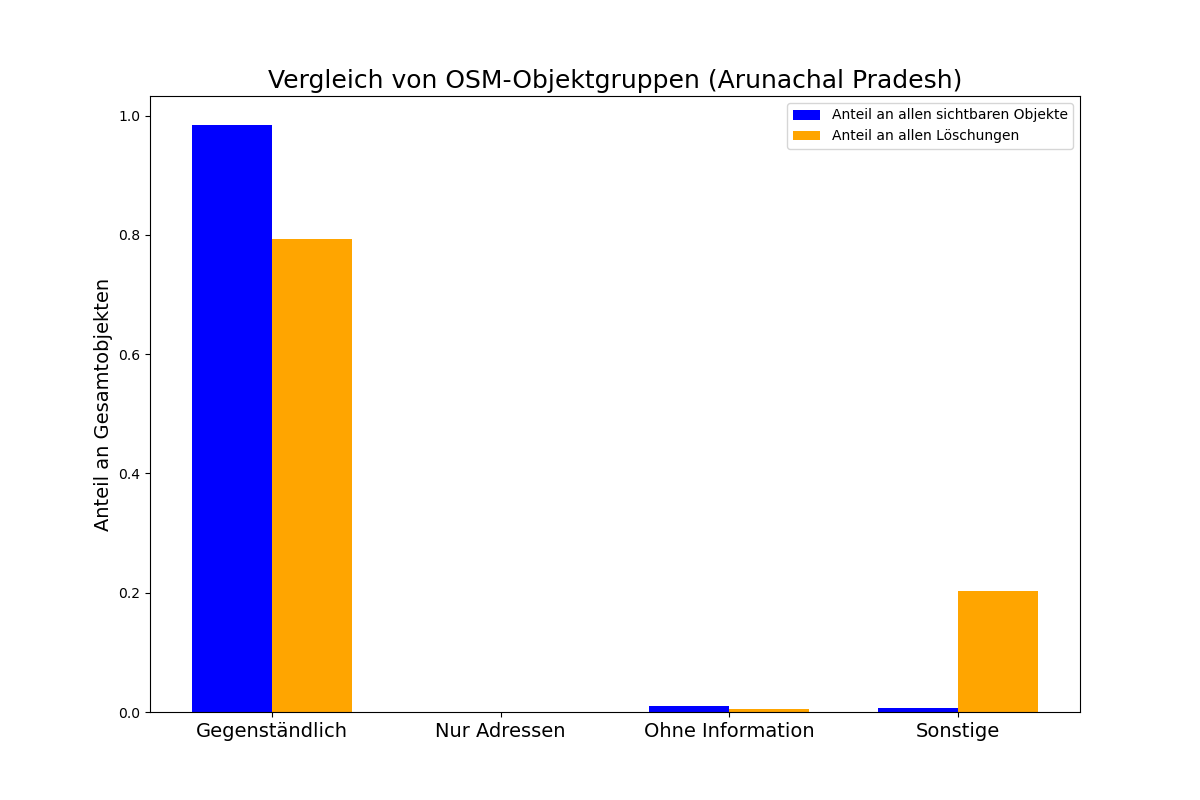 Vergleich von OSM-Objektgruppen (Arunachal Pradesh)
Anteil an allen sichtbaren Objekte
Anteil an allen Löschungen
Anteil an Gesamtobjekten
1.0
0.8
0.6
0.4
0.2
0.0
Gegenständlich
Nur Adressen
Ohne Information
Sonstige